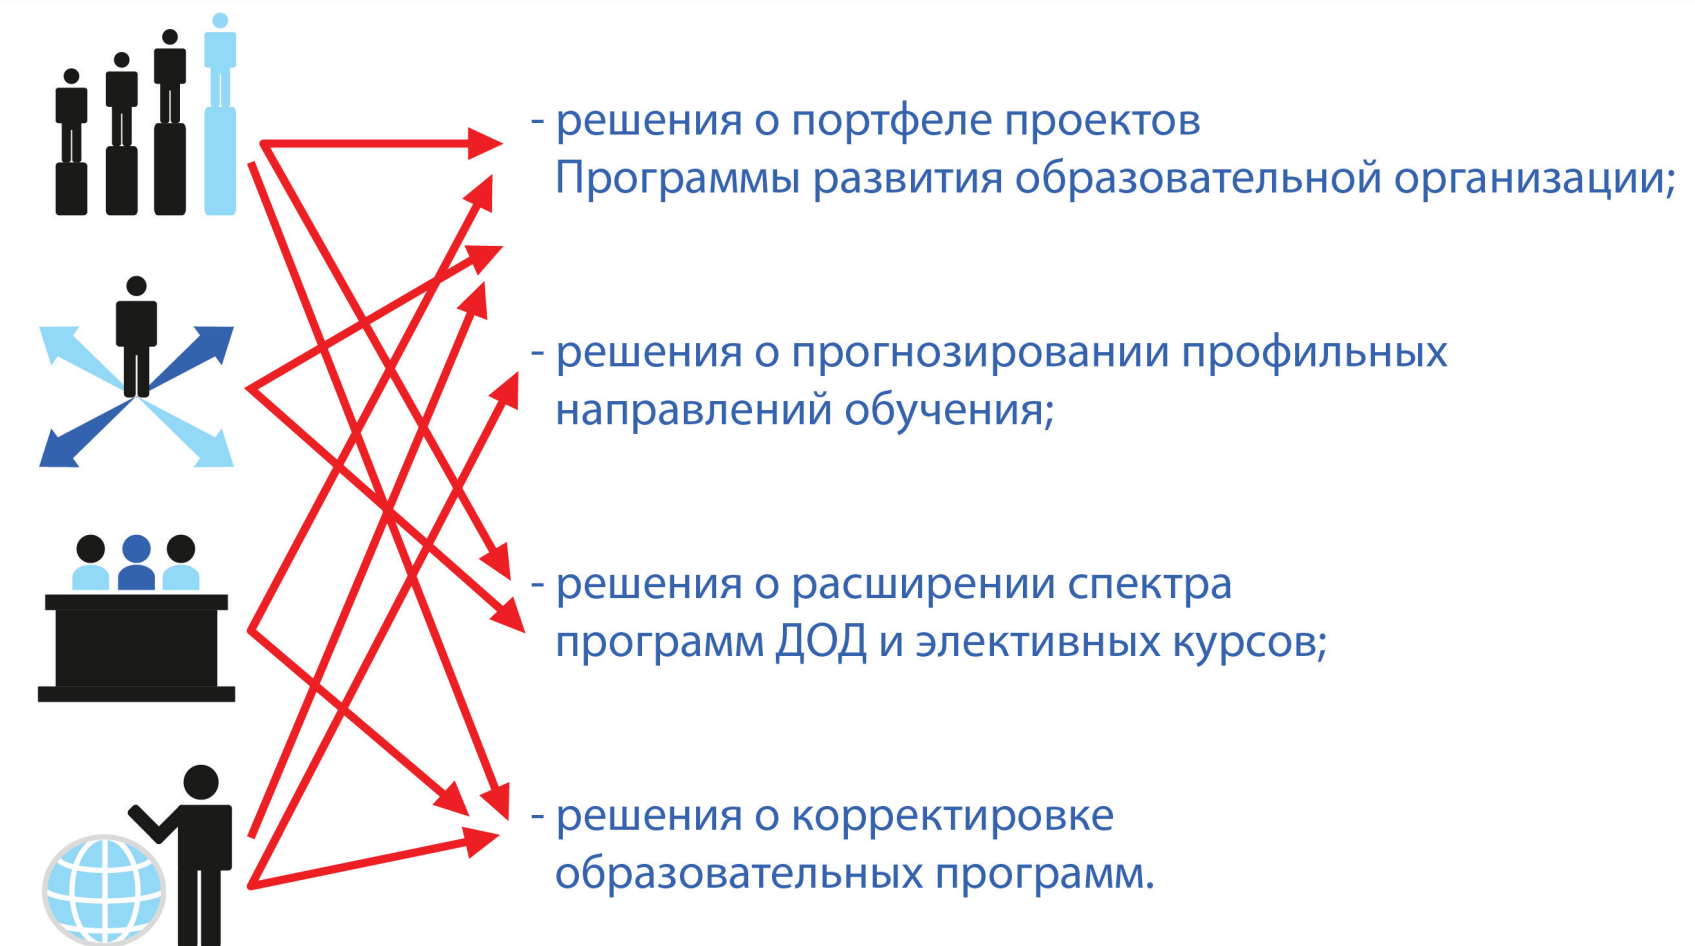 - решения о портфеле проектов
Программы развития образовательной организации;
- решения о прогнозировании профильных
направлений обучения;
- решения о расширении спектра
программ ДОД и элективных курсов;
- решения о корректировке
образовательных программ.